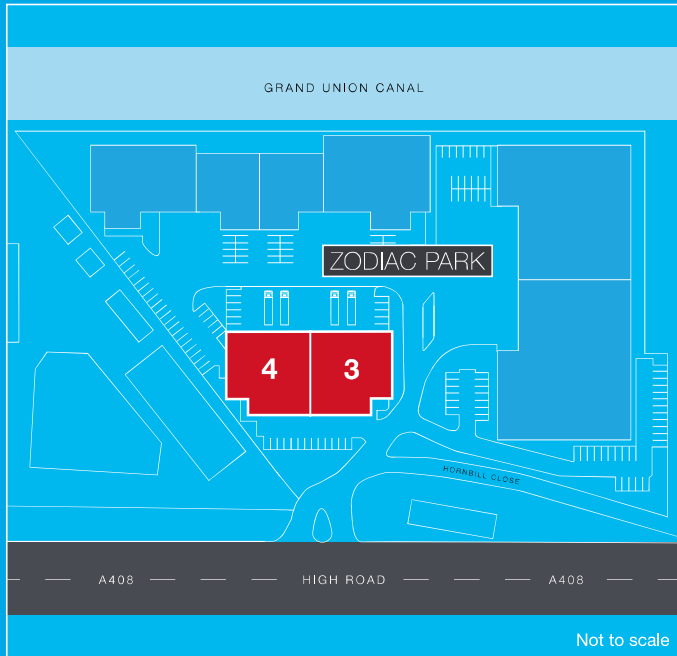 GRAND UNION CANAL
ZODIAC PARK
4
3
HORNBILL CLOSE
A408
HIGH ROAD
A408
Not to scale